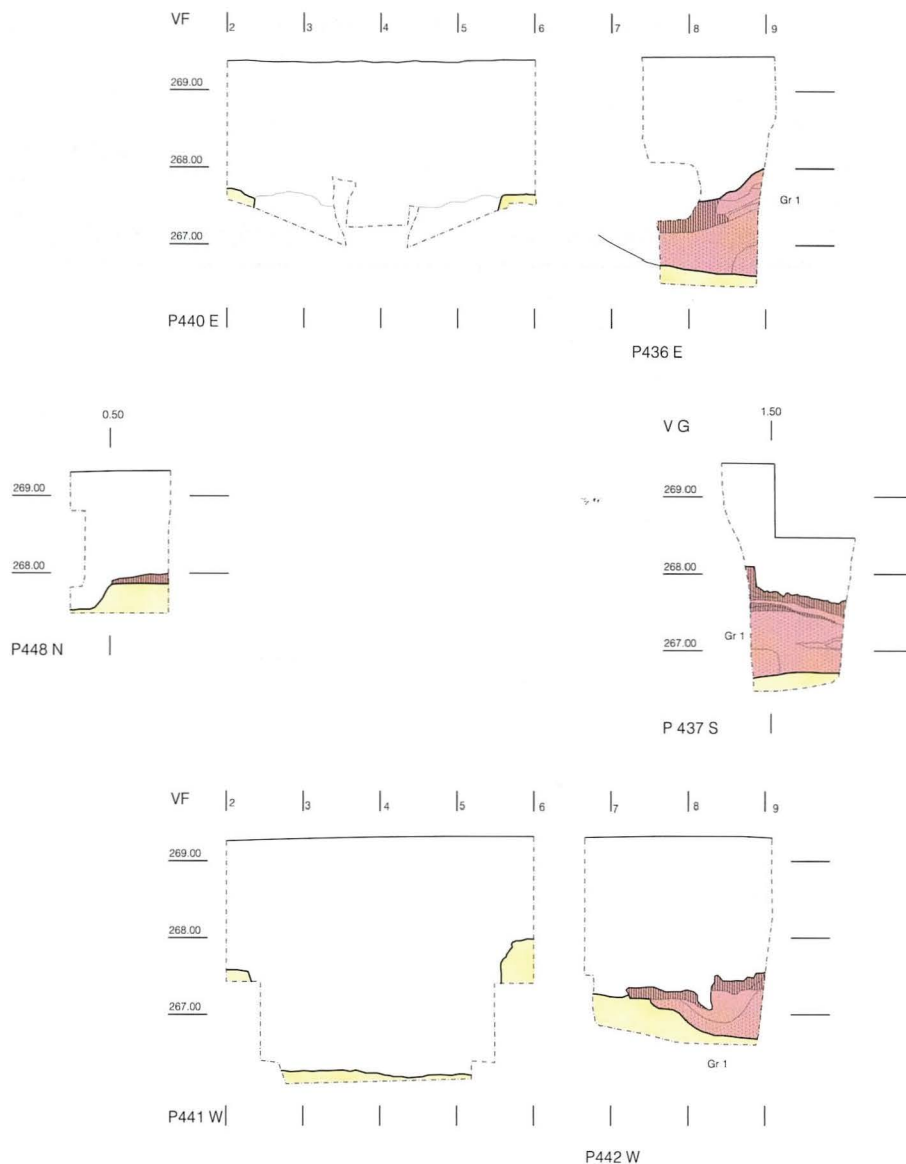 VF 2 3 4 5 6 7 8 9
269.00
268.00
Gr 1
267.00
P440 E
P436 E
0.50 1.50
V G
269.00 269.00
268.00 268.00
Gr 1
267.00
P448 N
P 437 S
VF 2 3 4 5 6 7 8 9
269.00
268.00
267.00
Gr 1
P441 W
P442 W